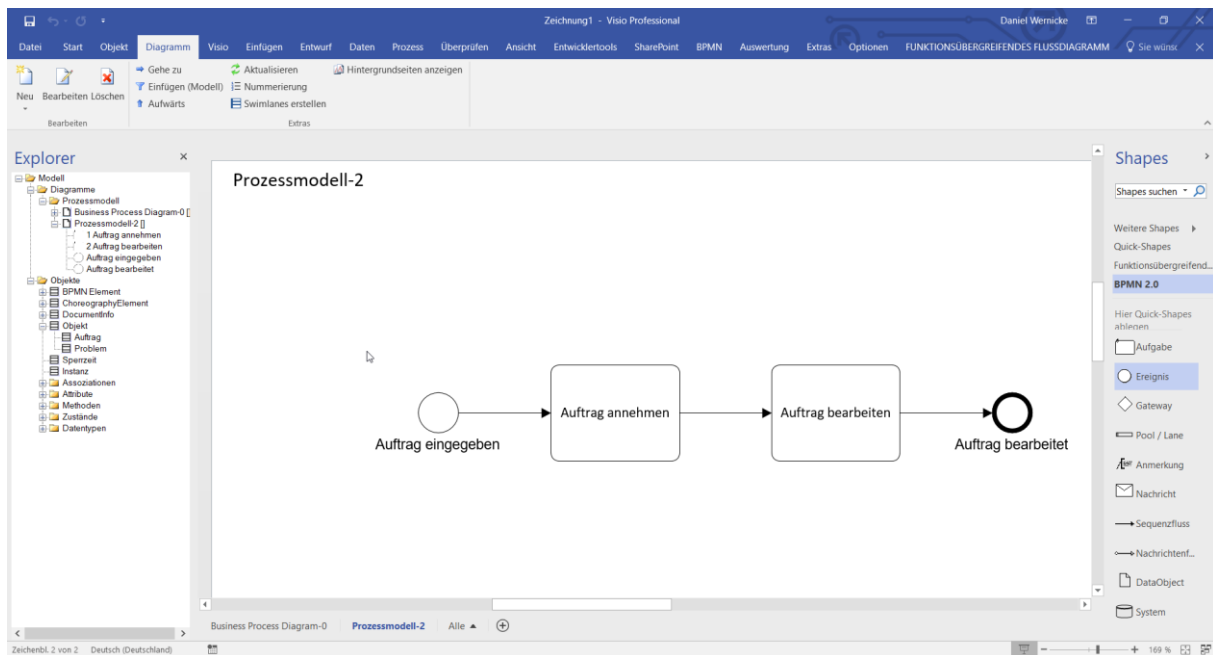 Zeichnung1 - Visio Professional
Daniel Wernicke
Datei Start Objekt Diagramm Visio Einfügen Entwurf Daten Prozess Überprüfen Ansicht Entwicklertools SharePoint BPMN Auswertung Extras Optionen FUNKTIONSÜBERGREIFENDES FLUSSDIAGRAMM Sie wünsc
Neu Bearbeiten Löschen
Gehe zu
Einfügen (Modell)
Aufwärts
Aktualisieren
Nummerierung
Swimlanes erstellen
Hintergrundseiten anzeigen
Bearbeiten
Extras
Explorer
Modell
Diagramme
Prozessmodell
Business Process Diagram-0 [
Prozessmodell-2 []
1 Auftrag annehmen
2 Auftrag bearbeiten
Auftrag eingegeben
Auftrag bearbeitet
Objekte
BPMN Element
ChoreographyElement
DocumentInfo
Objekt
Auftrag
Problem
Sperrzeit
Instanz
Assoziationen
Attribute
Methoden
Zustände
Datentypen
Prozessmodell-2
Auftrag eingegeben
Auftrag annehmen
Auftrag bearbeiten
Auftrag bearbeitet
Shapes
Shapes suchen
Weitere Shapes
Quick-Shapes
Funktionsübergreifend...
BPMN 2.0
Hier Quick-Shapes
ablegen
Aufgabe
Ereignis
Gateway
Pool / Lane
Anmerkung
Nachricht
Sequenzfluss
Nachrichtenf...
DataObject
System
Business Process Diagram-0 Prozessmodell-2 Alle
Zeichenbl. 2 von 2 Deutsch (Deutschland)
169 %